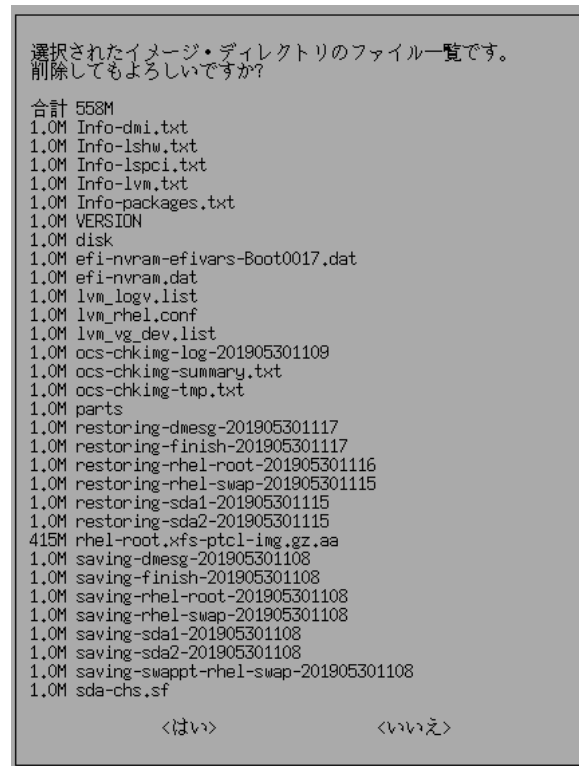 選択されたイメージ・ディレクトリのファイル一覧です。
削除してもよろしいですか?
合計 558M
1.0M Info-dmi.txt
1.0M Info-lshw.txt
1.0M Info-lspci.txt
1.0M Info-lvm.txt
1.0M Info-packages.txt
1.0M VERSION
1.0M disk
1.0M efi-nvram-efivars-Boot0017.dat
1.0M efi-nvram.dat
1.0M lvm_logv.list
1.0M lvm_rhel.conf
1.0M lvm_vg_dev.list
1.0M ocs-chkimg-log-201905301109
1.0M ocs-chkimg-summary.txt
1.0M ocs-chkimg-tmp.txt
1.0M parts
1.0M restoring-dmesg-201905301117
1.0M restoring-finish-201905301117
1.0M restoring-rhel-root-201905301116
1.0M restoring-rhel-swap-201905301115
1.0M restoring-sda1-201905301115
1.0M restoring-sda2-201905301115
415M rhel-root.xfs-ptcl-img.gz.aa
1.0M saving-dmesg-201905301108
1.0M saving-finish-201905301108
1.0M saving-rhel-root-201905301108
1.0M saving-rhel-swap-201905301108
1.0M saving-sda1-201905301108
1.0M saving-sda2-201905301108
1.0M saving-swappt-rhel-swap-201905301108
1.0M sda-chs.sf
<はい> <いいえ>